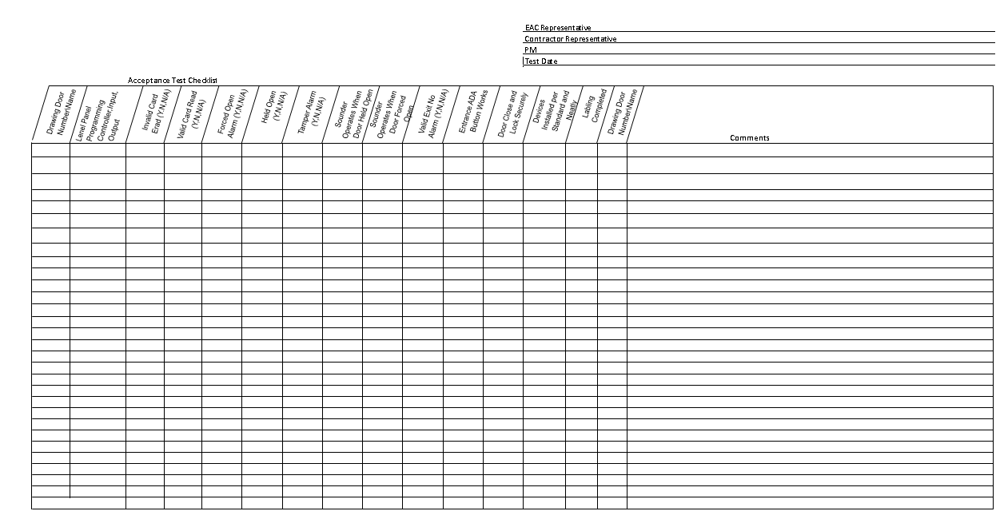 EAC Representative
Contractor Representative
PM
Test Date
Acceptance Test Checklist
Drawing Door
Number\Name
Lenel Panel
Programming
Controller,Input,
Output
Invalid Card
Erad (Y,N,N/A)
Valid Card Read
(Y,N,N/A)
Forced Open
Alarm (Y,N,N/A)
Held Open
(Y,N,N/A)
Tamper Alarm
(Y,N,N/A)
Sounder
Operates When
Door Held Open
Sounder
Operates When
Door Forced
Open
Valid Exit No
Alarm (Y,N,N/A)
Entrance ADA
Button Works
Door Close and
Lock Securely
Devices
Installed per
Standard and
Neatly
Labling
Completed
Drawing Door
Number\Name
Comments